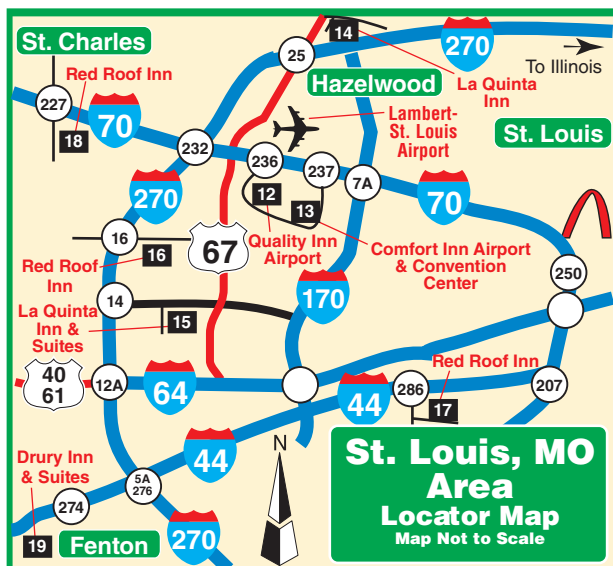 St. Charles
14
25
270
To Illinois
Red Roof Inn
Hazelwood
La Quinta
Inn
227
70
18
Lambert-
St. Louis
Airport
St. Louis
232
236
237
7A
270
12
13
70
16
16
67
Quality Inn
Airport
Comfort Inn Airport
& Convention
Center
Red Roof
Inn
250
14
170
La Quinta
Inn &
Suites
15
40
61
12A
64
44
286
Red Roof Inn
17
207
Drury Inn
& Suites
44
N
St. Louis, MO
Area
Locator Map
Map Not to Scale
5A
276
274
19
Fenton
270